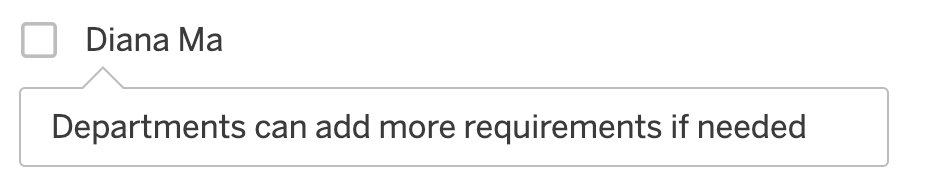 Diana Ma
Departments can add more requirements if needed